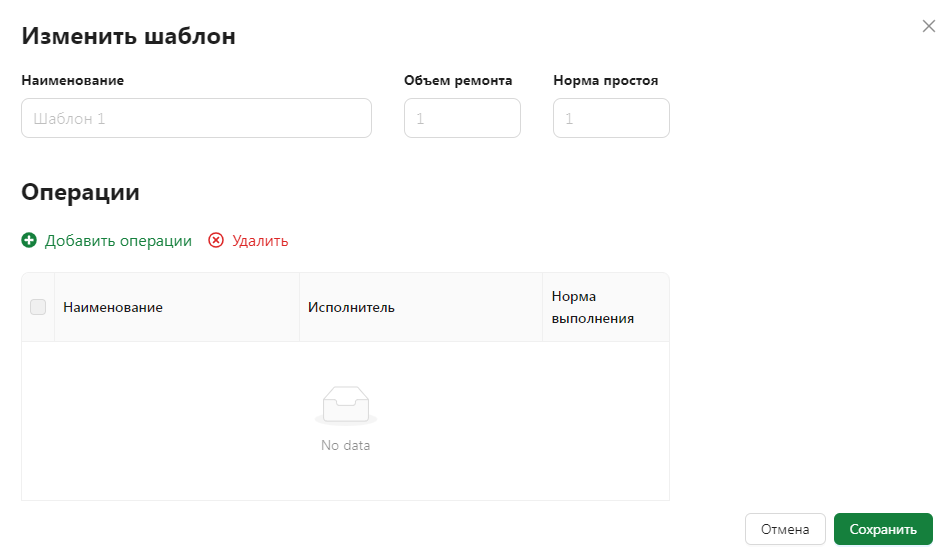 Изменить шаблон
Наименование Объем ремонта Норма простоя
Шаблон 1 1 1
Операции
Добавить операции Удалить
Наименование Исполнитель Норма
выполнения
No data
Отмена Сохранить